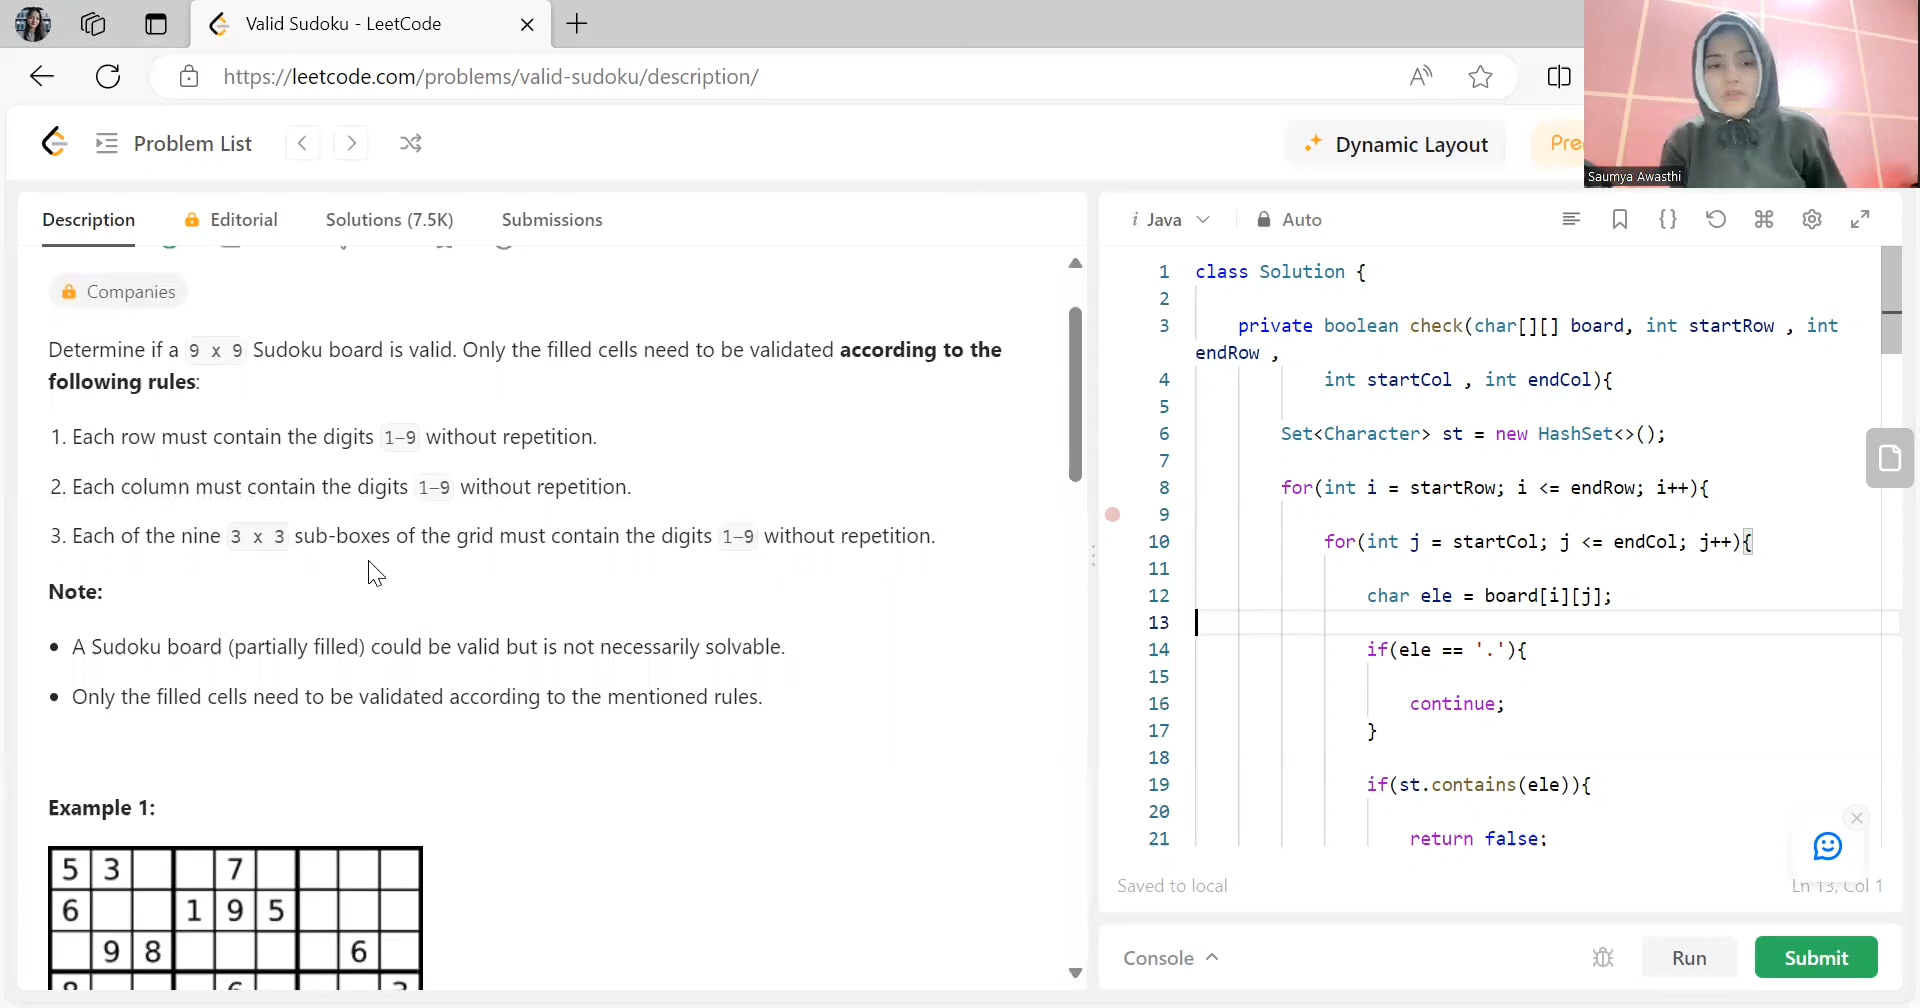 Valid Sudoku - LeetCode
https://leetcode.com/problems/valid-sudoku/description/
Saumya Awasthi
Problem List
Dynamic Layout
Description
Editorial
Solutions (7.5K)
Submissions
Companies
Determine if a 9 x 9 Sudoku board is valid. Only the filled cells need to be validated according to the
following rules:
1. Each row must contain the digits 1-9 without repetition.
2. Each column must contain the digits 1-9 without repetition.
3. Each of the nine 3 x 3 sub-boxes of the grid must contain the digits 1-9 without repetition.
Note:
• A Sudoku board (partially filled) could be valid but is not necessarily solvable.
• Only the filled cells need to be validated according to the mentioned rules.
Example 1:
5 3 7
6 1 9 5
9 8 6
i Java
Auto
1 class Solution {
2
3 private boolean check(char[][] board, int startRow , int
endRow ,
4 int startCol , int endCol){
5
6 Set<Character> st = new HashSet<>();
7
8 for(int i = startRow; i <= endRow; i++){
9
10 for(int j = startCol; j <= endCol; j++){
11
12 char ele = board[i][j];
13
14 if(ele == '.'){
15
16 continue;
17 }
18
19 if(st.contains(ele)){
20
21 return false;
Saved to local
Ln 13, Col 1
Console
Run
Submit